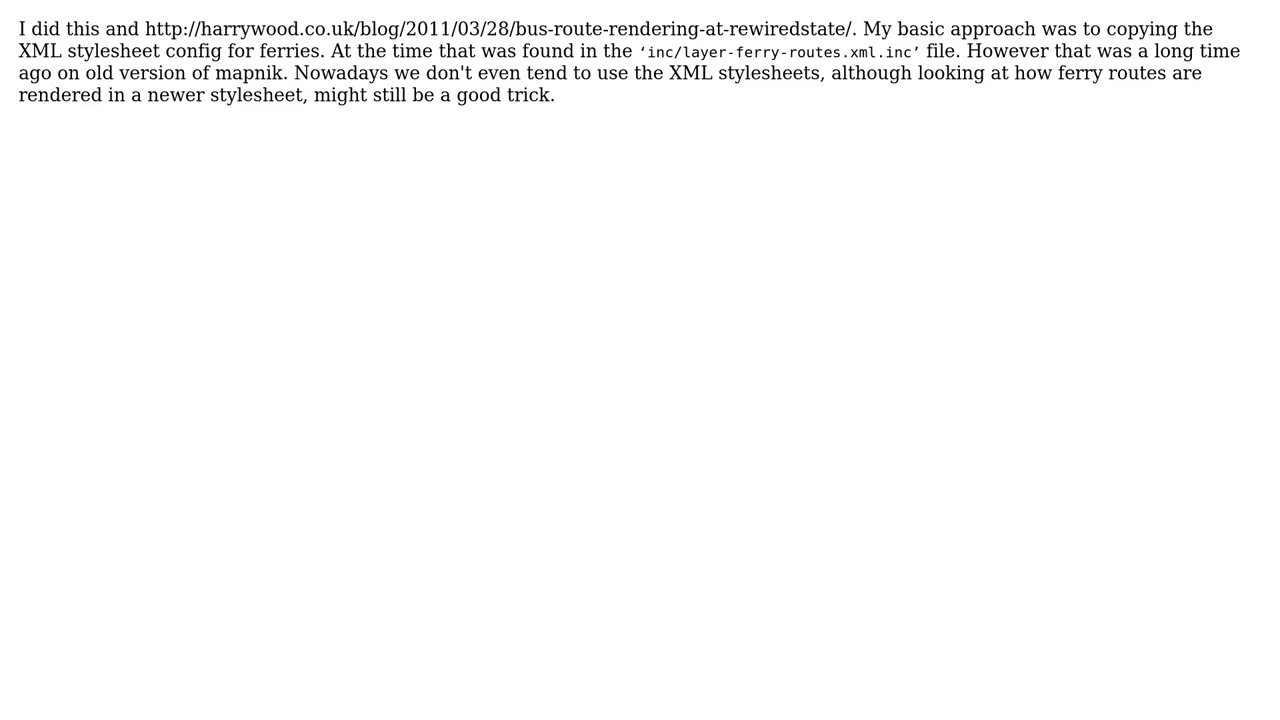 I did this and http://harrywood.co.uk/blog/2011/03/28/bus-route-rendering-at-rewiredstate/. My basic approach was to copying the
XML stylesheet config for ferries. At the time that was found in the ‘inc/layer-ferry-routes.xml.inc’ file. However that was a long time
ago on old version of mapnik. Nowadays we don't even tend to use the XML stylesheets, although looking at how ferry routes are
rendered in a newer stylesheet, might still be a good trick.